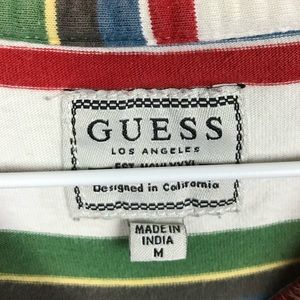 GUESS
LOS ANGELES
Designed in California
MADE IN
INDIA
M